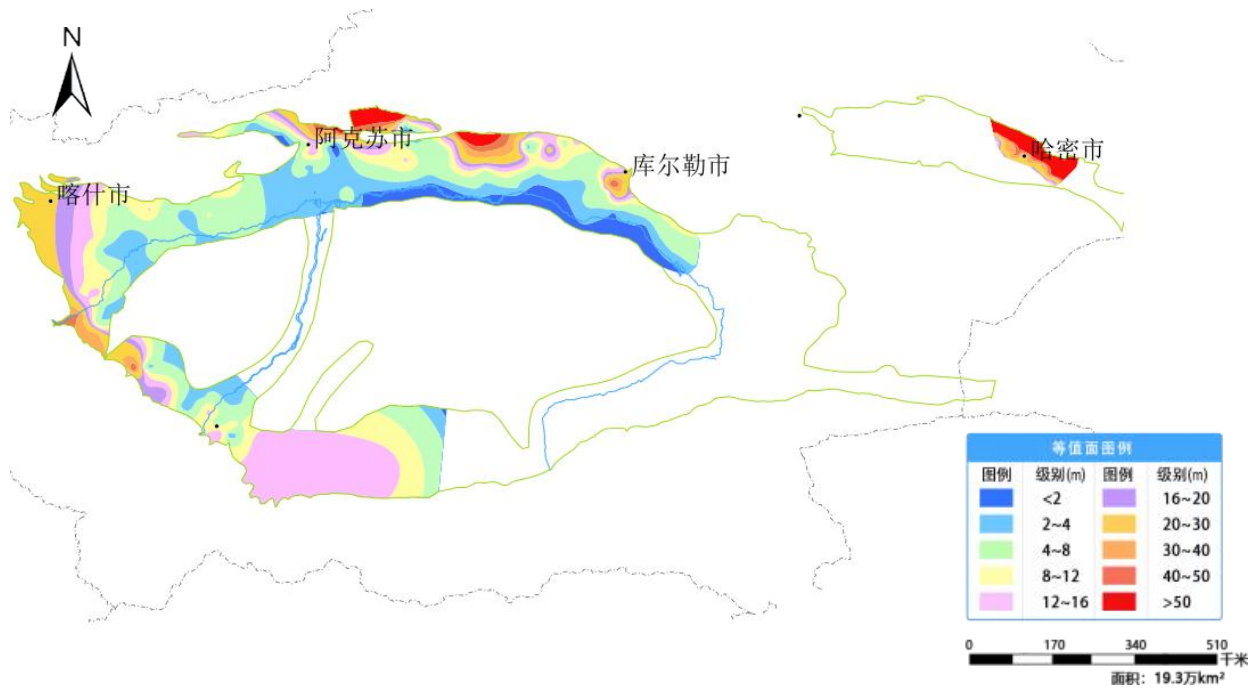 N
阿克苏市
哈密市
库尔勒市
喀什市
等值面图例
图例 级别(m) 图例 级别(m)
<2 16~20
2~4 20~30
4~8 30~40
8~12 40~50
12~16 >50
0 170 340 510
千米
面积：19.3万km²